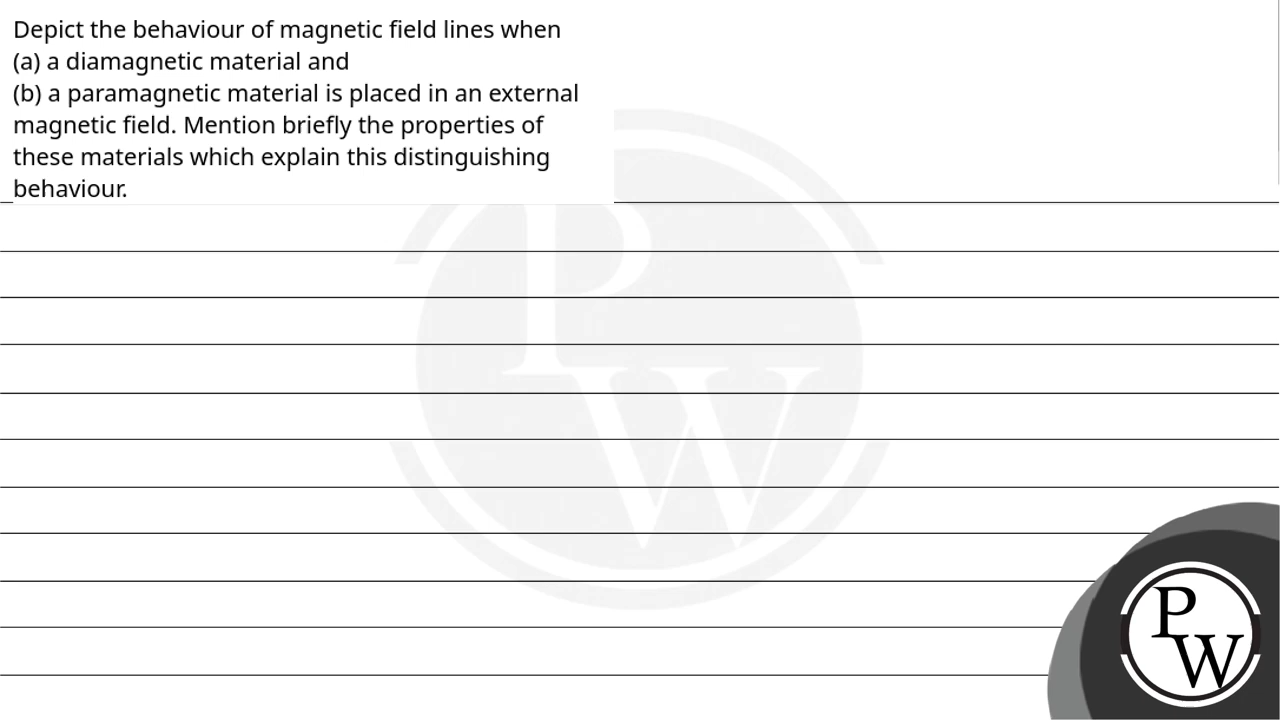 Depict the behaviour of magnetic field lines when
(a) a diamagnetic material and
(b) a paramagnetic material is placed in an external
magnetic field. Mention briefly the properties of
these materials which explain this distinguishing
behaviour.
P
W
P
W